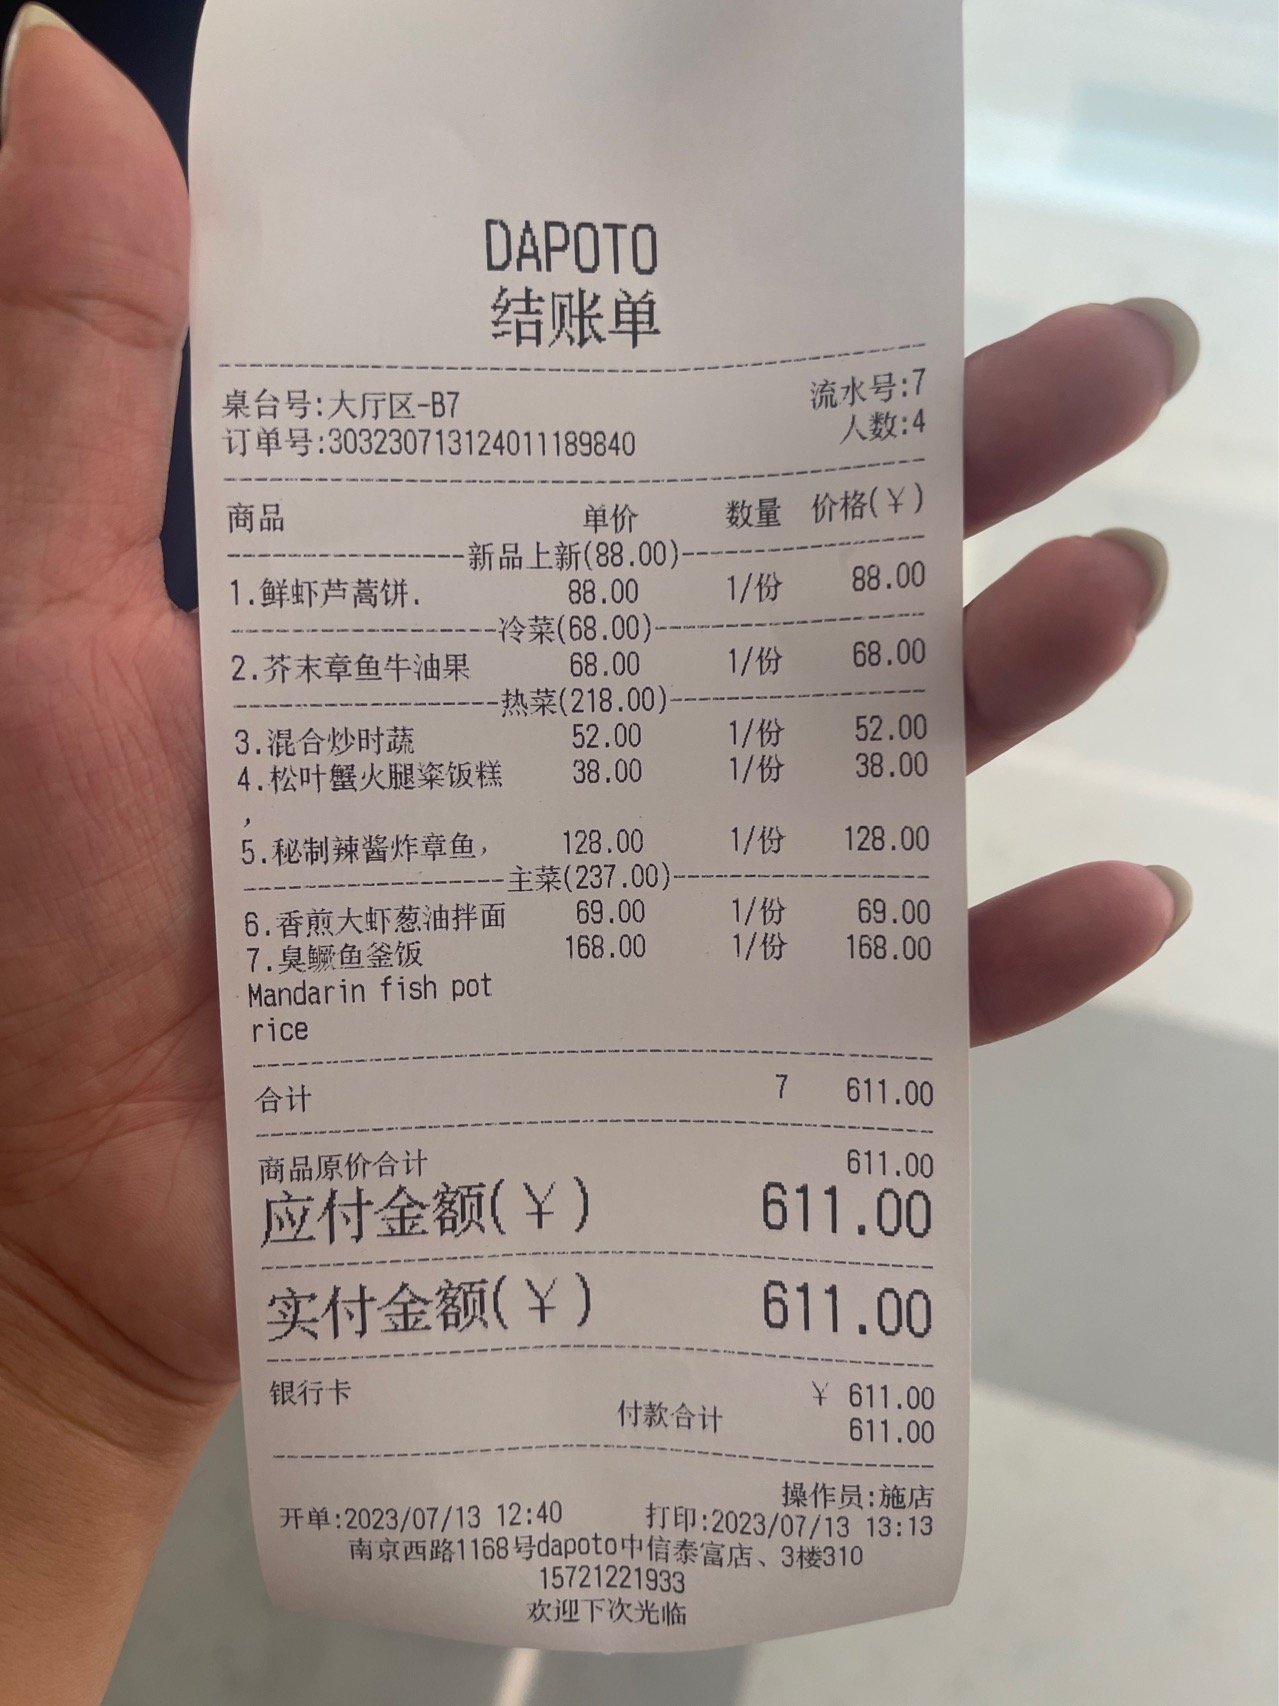 DAPOTO
结账单
桌台号:大厅区-B7 流水号:7
订单号:303230713124011189840 人数:4
商品 单价 数量 价格(￥)
新品上新(88.00)
1.鲜虾芦蒿饼. 88.00 1/份 88.00
冷菜(68.00)
2.芥末章鱼牛油果 68.00 1/份 68.00
热菜(218.00)
3.混合炒时蔬 52.00 1/份 52.00
4.松叶蟹火腿粢饭糕 38.00 1/份 38.00
,
5.秘制辣酱炸章鱼, 128.00 1/份 128.00
主菜(237.00)
6.香煎大虾葱油拌面 69.00 1/份 69.00
7.臭鳜鱼釜饭 168.00 1/份 168.00
Mandarin fish pot
rice
合计 7 611.00
商品原价合计 611.00
应付金额(￥) 611.00
实付金额(￥) 611.00
银行卡 ￥ 611.00
付款合计 611.00
操作员:施店
开单:2023/07/13 12:40 打印:2023/07/13 13:13
南京西路1168号dapoto中信泰富店、3楼310
15721221933
欢迎下次光临